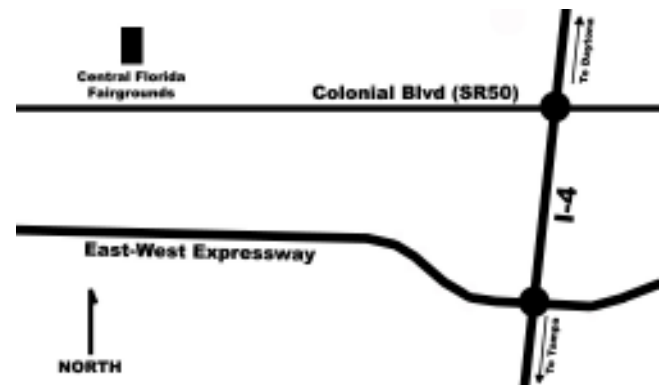 Central Florida
Fairgrounds
Colonial Blvd (SR50)
To Daytona
I-4
East-West Expressway
To Tampa
NORTH